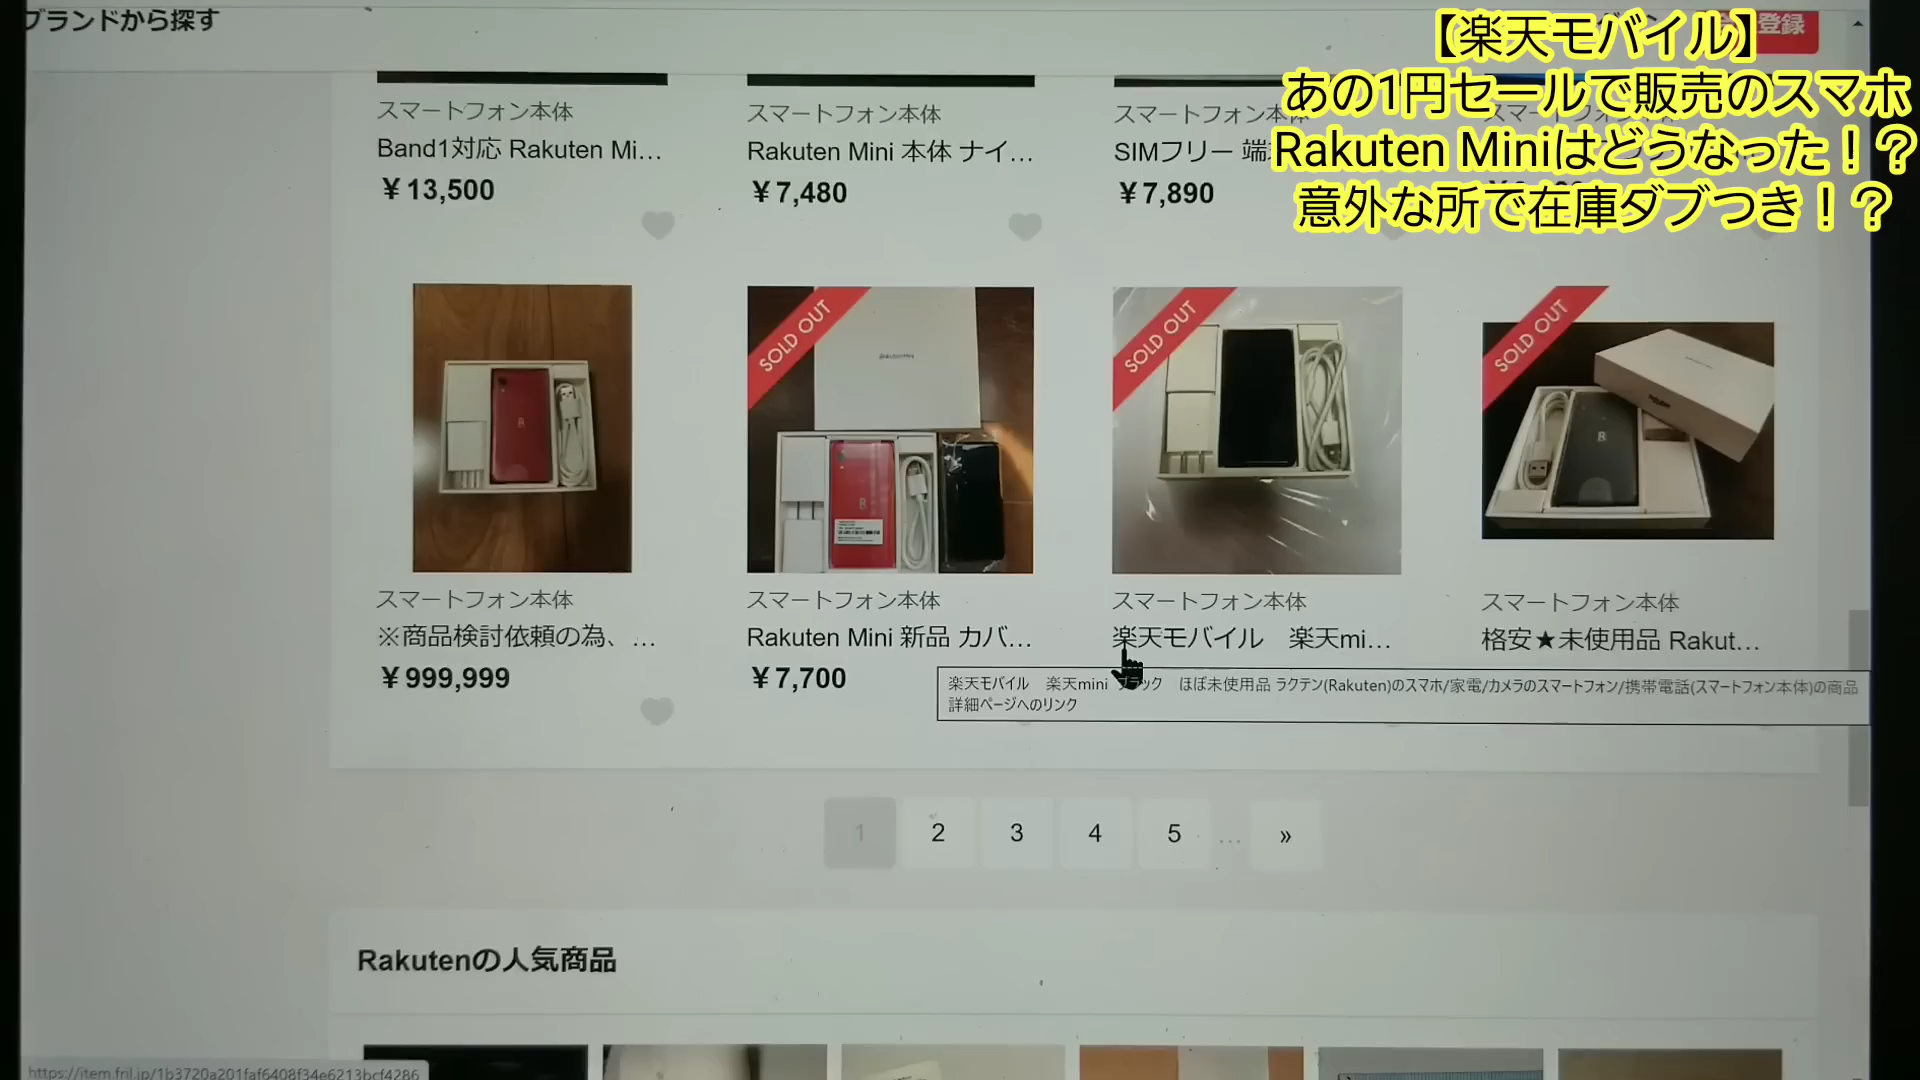 ブランドから探す
登録
【楽天モバイル】
あの1円セールで販売のスマホ
Rakuten Miniはどうなった！？
意外な所で在庫ダブつき！？
スマートフォン本体
Band1対応 Rakuten Mi...
¥13,500
スマートフォン本体
Rakuten Mini 本体 ナイ...
¥7,480
スマートフォン本体
SIMフリー 端
¥7,890
SOLD OUT
SOLD OUT
SOLD OUT
スマートフォン本体
※商品検討依頼の為、...
¥999,999
スマートフォン本体
Rakuten Mini 新品 カバ...
¥7,700
スマートフォン本体
楽天モバイル　楽天mi...
スマートフォン本体
格安★未使用品 Rakut...
楽天モバイル　楽天mini ブラック　ほぼ未使用品 ラクテン(Rakuten)のスマホ/家電/カメラのスマートフォン/携帯電話(スマートフォン本体)の商品
詳細ページへのリンク
1 2 3 4 5 ... »
Rakutenの人気商品
https://item.fril.jp/1b3720a201faf6408f34e6213bcf4286